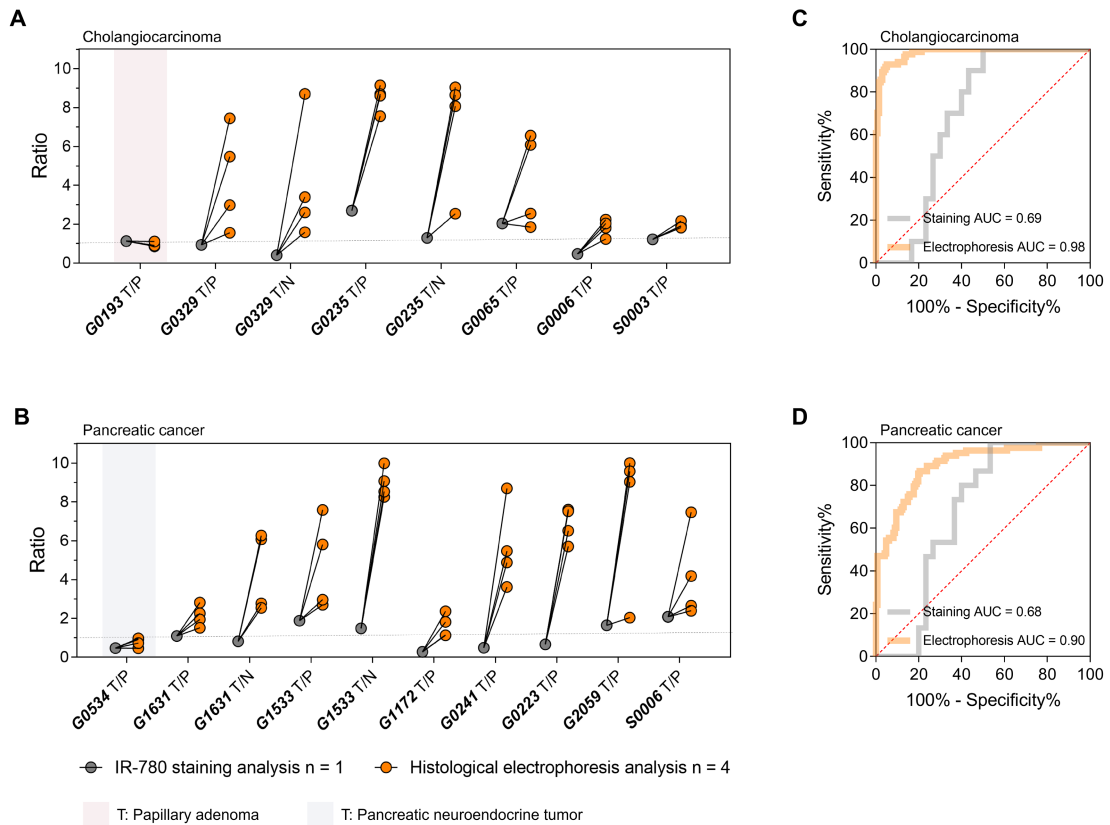 A
Cholangiocarcinoma
Ratio
10
8
6
4
2
0
G0193 T/P
G0329 T/P
G0329 T/N
G0235 T/P
G0235 T/N
G0065 T/P
G0006 T/P
S0003 T/P
C
Cholangiocarcinoma
Sensitivity%
100
80
60
40
20
0
Staining AUC = 0.69
Electrophoresis AUC = 0.98
0 20 40 60 80 100
100% - Specificity%
B
Pancreatic cancer
Ratio
10
8
6
4
2
0
G0534 T/P
G1631 T/P
G1631 T/N
G1533 T/P
G1533 T/N
G1172 T/P
G0241 T/P
G0223 T/P
G2059 T/P
S0006 T/P
D
Pancreatic cancer
Sensitivity%
100
80
60
40
20
0
Staining AUC = 0.68
Electrophoresis AUC = 0.90
0 20 40 60 80 100
100% - Specificity%
IR-780 staining analysis n = 1
Histological electrophoresis analysis n = 4
T: Papillary adenoma
T: Pancreatic neuroendocrine tumor